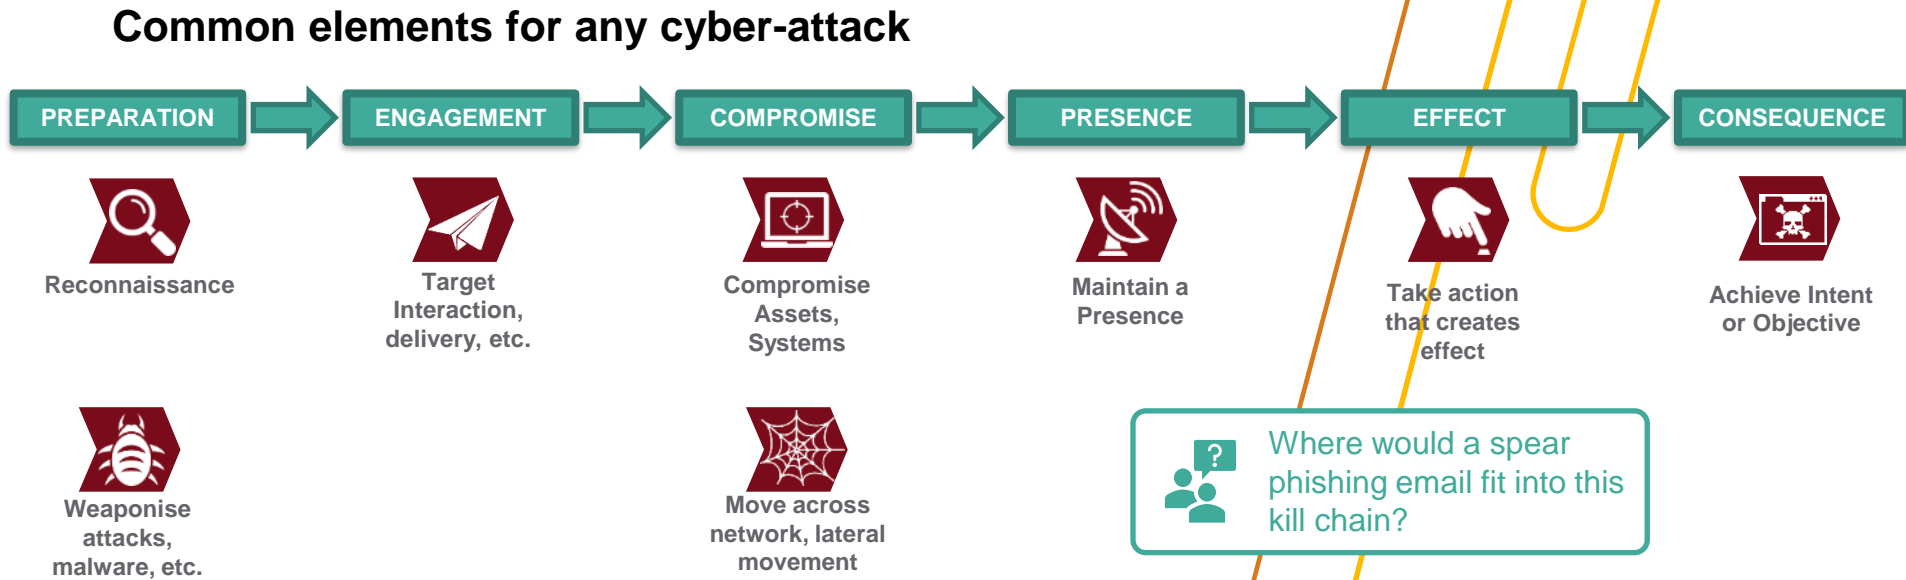 Common elements for any cyber-attack
PREPARATION
ENGAGEMENT
COMPROMISE
PRESENCE
EFFECT
CONSEQUENCE
Reconnaissance
Target
Interaction,
delivery, etc.
Compromise
Assets,
Systems
Maintain a
Presence
Take action
that creates
effect
Achieve Intent
or Objective
Weaponise
attacks,
malware, etc.
Move across
network, lateral
movement
?
Where would a spear
phishing email fit into this
kill chain?